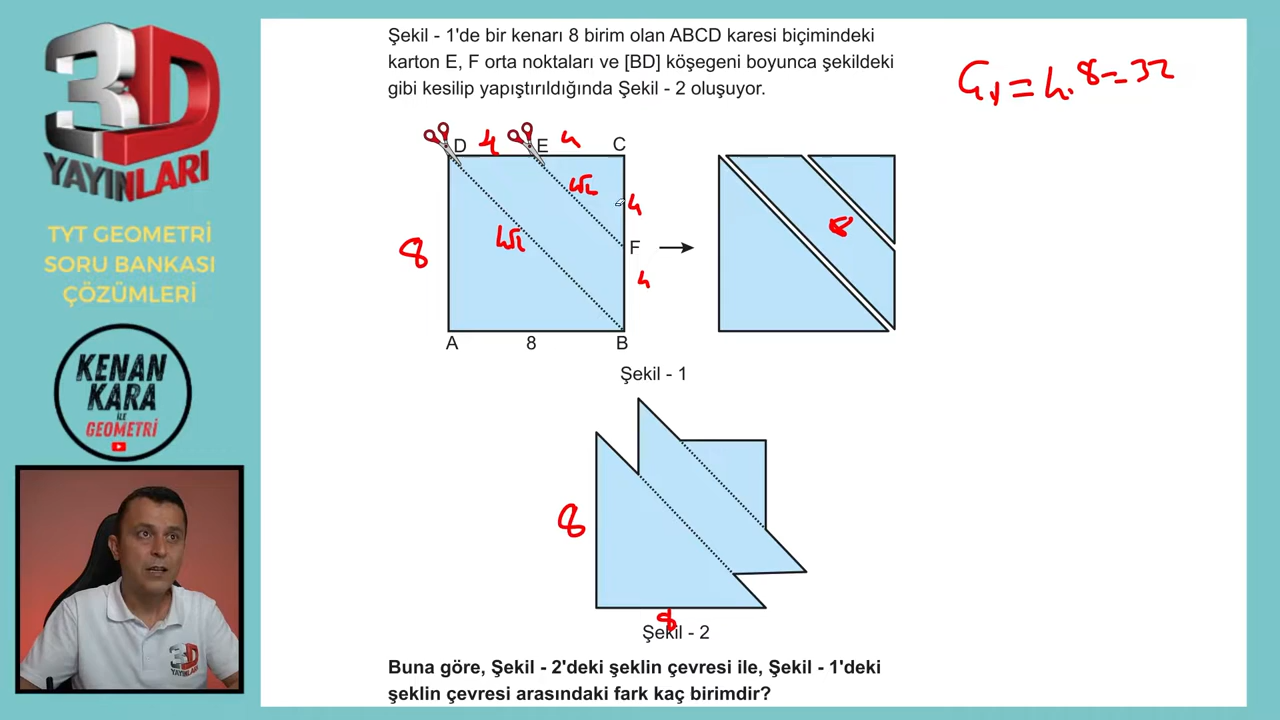 3D
YAYINLARI
TYT GEOMETRİ
SORU BANKASI
ÇÖZÜMLERİ
KENAN
KARA
İLE
GEOMETRİ
3D
YAYINLARI
Şekil - 1'de bir kenarı 8 birim olan ABCD karesi biçimindeki
karton E, F orta noktaları ve [BD] köşegeni boyunca şekildeki
gibi kesilip yapıştırıldığında Şekil - 2 oluşuyor.
Ç₁ = 4.8 = 32
D 4 E 4 C
4√2
4
4√2
8
F
4
A 8 B
Şekil - 1
8
8
Şekil - 2
Buna göre, Şekil - 2'deki şeklin çevresi ile, Şekil - 1'deki
şeklin çevresi arasındaki fark kaç birimdir?